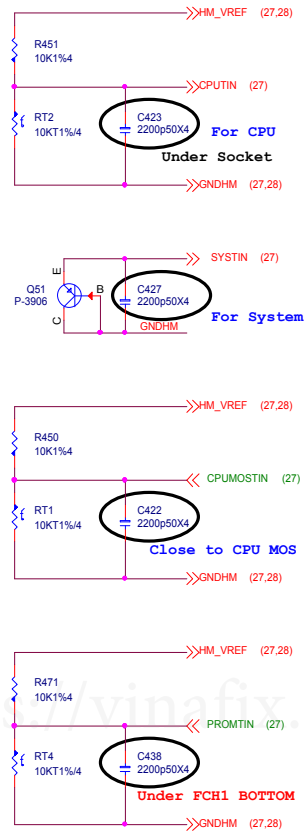 HM_VREF (27,28)
R451
10K1%4
CPUTIN (27)
RT2
10KT1%/4
C423
2200p50X4
For CPU
Under Socket
GNDHM (27,28)
SYSTIN (27)
Q51
P-3906
E
B
C
C427
2200p50X4
GNDHM
For System
HM_VREF (27,28)
R450
10K1%4
CPUMOSTIN (27)
RT1
10KT1%/4
C422
2200p50X4
Close to CPU MOS
GNDHM (27,28)
HM_VREF (27,28)
R471
10K1%4
s://vinafix.
PROMTIN (27)
RT4
10KT1%/4
C438
2200p50X4
Under FCH1 BOTTOM
GNDHM (27,28)